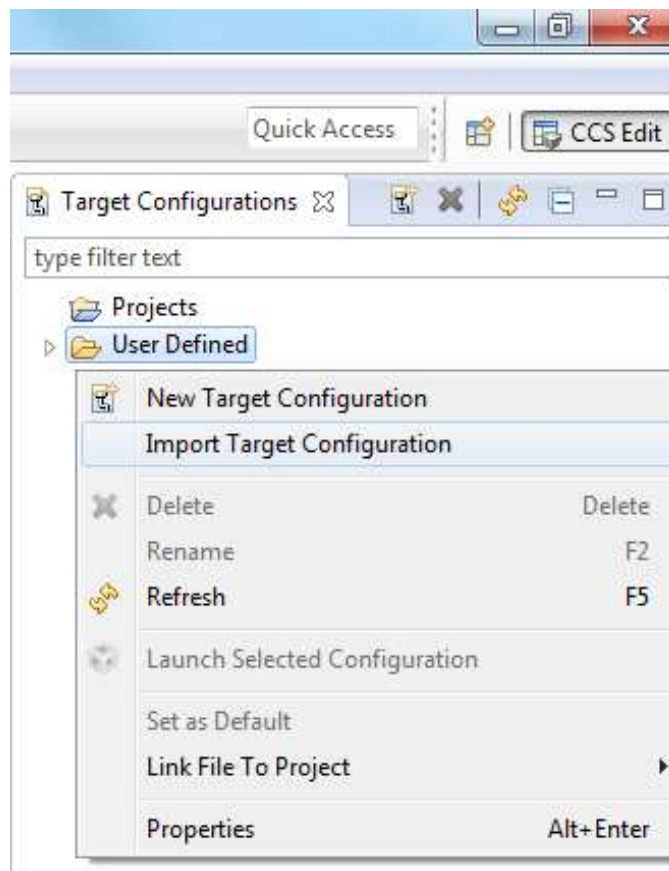 Quick Access
CCS Edit
Target Configurations
type filter text
Projects
User Defined
New Target Configuration
Import Target Configuration
Delete Delete
Rename F2
Refresh F5
Launch Selected Configuration
Set as Default
Link File To Project
Properties Alt+Enter